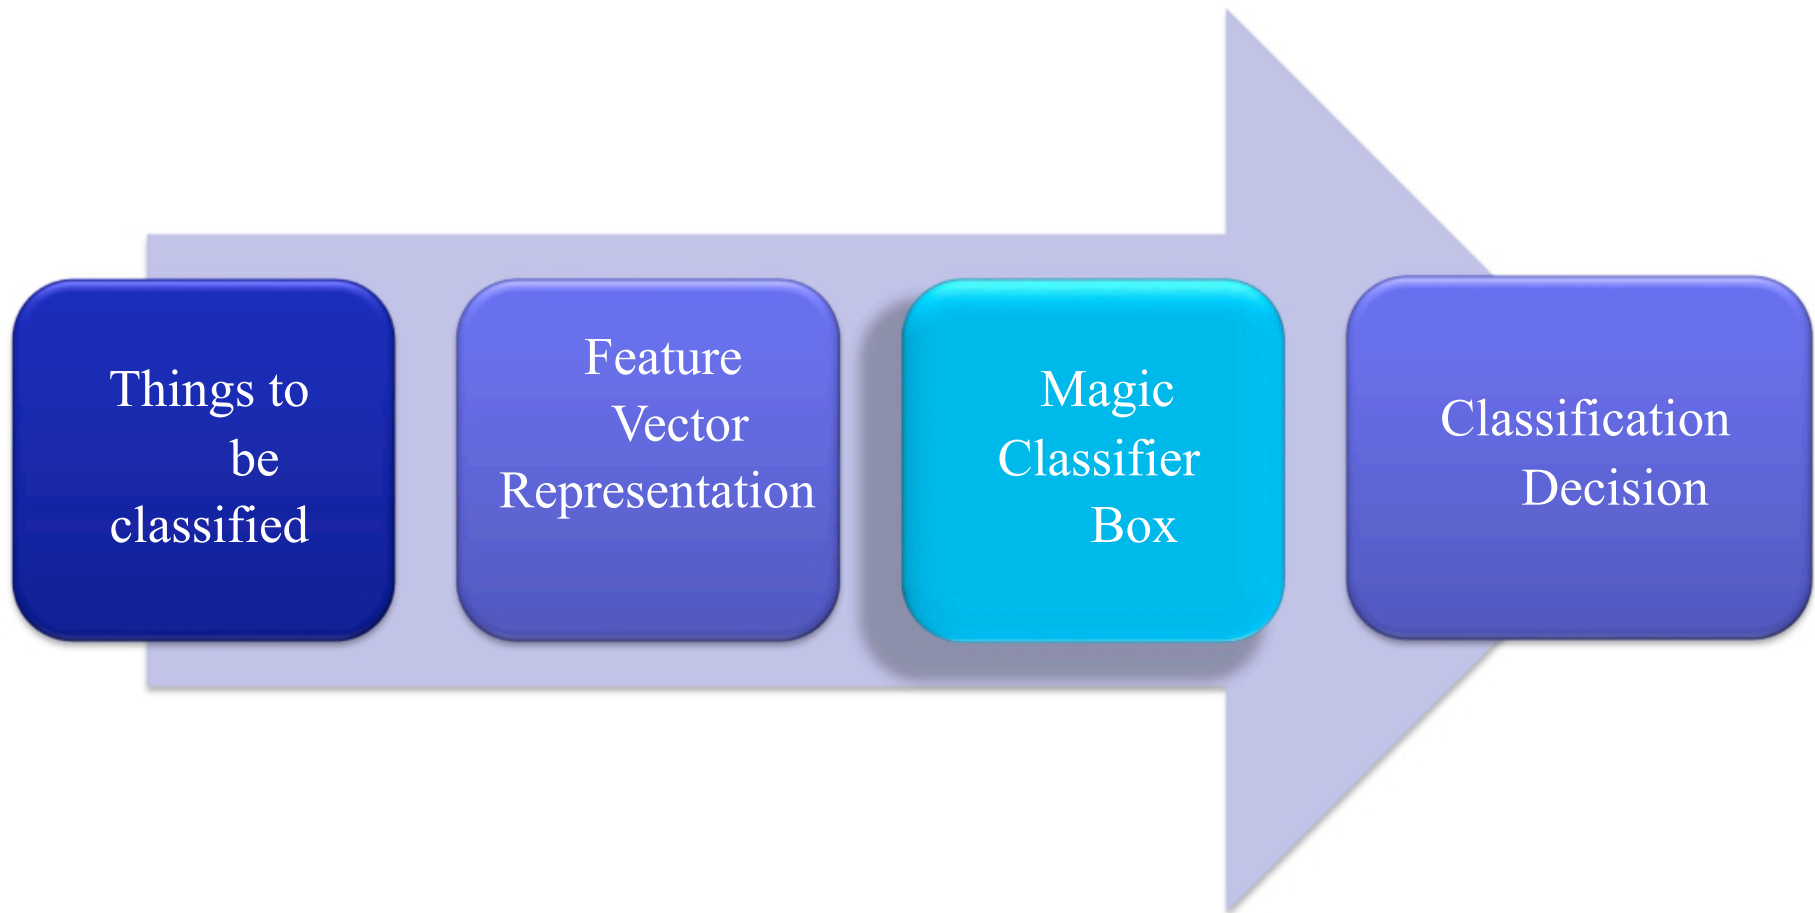 Things to
be
classified
Feature
Vector
Representation
Magic
Classifier
Box
Classification
Decision